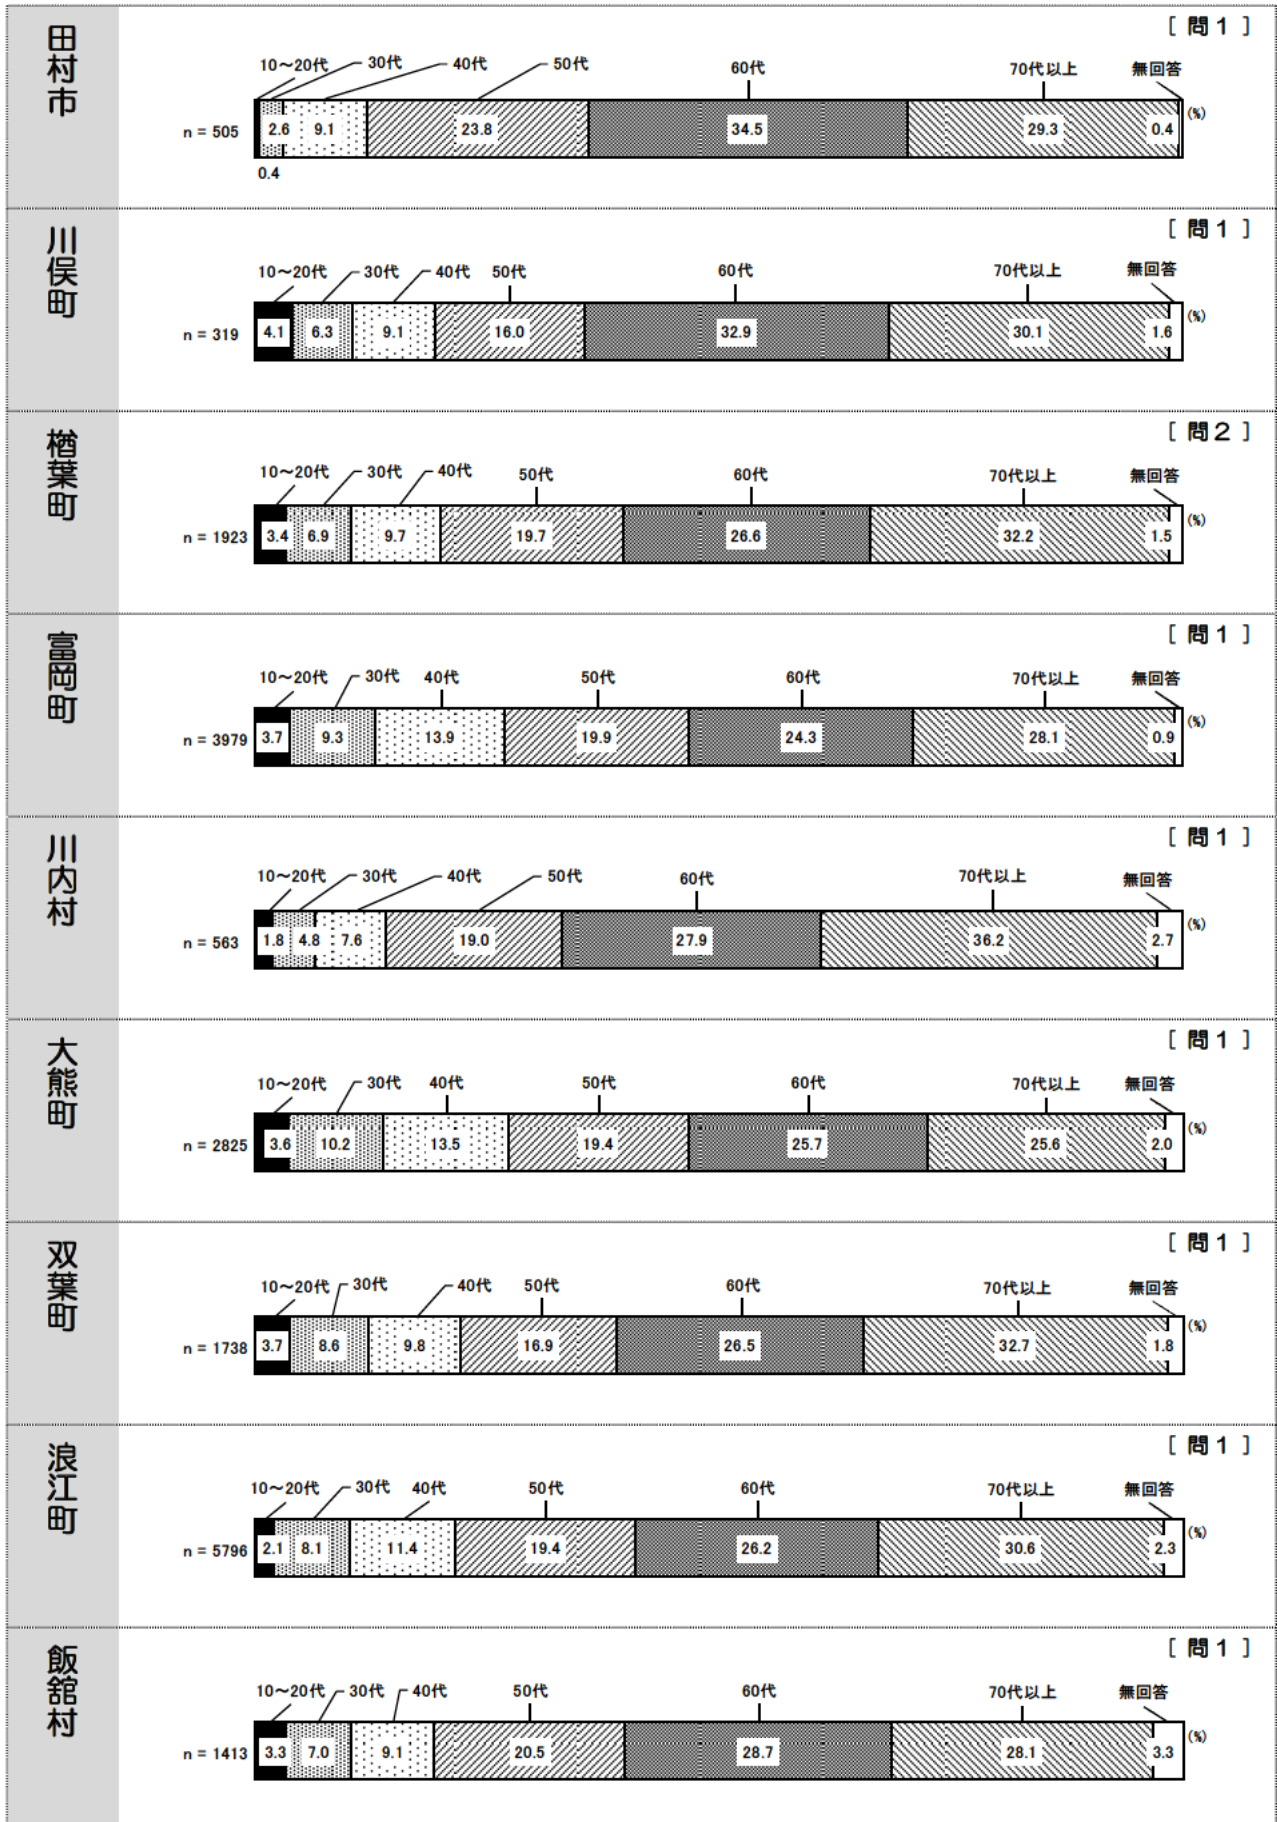 田村市
[ 問1 ]
10～20代 30代 40代 50代 60代 70代以上 無回答
(%)
n = 505 2.6 9.1 23.8 34.5 29.3 0.4
0.4
川俣町
[ 問1 ]
10～20代 30代 40代 50代 60代 70代以上 無回答
(%)
n = 319 4.1 6.3 9.1 16.0 32.9 30.1 1.6
楢葉町
[ 問2 ]
10～20代 30代 40代 50代 60代 70代以上 無回答
(%)
n = 1923 3.4 6.9 9.7 19.7 26.6 32.2 1.5
富岡町
[ 問1 ]
10～20代 30代 40代 50代 60代 70代以上 無回答
(%)
n = 3979 3.7 9.3 13.9 19.9 24.3 28.1 0.9
川内村
[ 問1 ]
10～20代 30代 40代 50代 60代 70代以上 無回答
(%)
n = 563 1.8 4.8 7.6 19.0 27.9 36.2 2.7
大熊町
[ 問1 ]
10～20代 30代 40代 50代 60代 70代以上 無回答
(%)
n = 2825 3.6 10.2 13.5 19.4 25.7 25.6 2.0
双葉町
[ 問1 ]
10～20代 30代 40代 50代 60代 70代以上 無回答
(%)
n = 1738 3.7 8.6 9.8 16.9 26.5 32.7 1.8
浪江町
[ 問1 ]
10～20代 30代 40代 50代 60代 70代以上 無回答
(%)
n = 5796 2.1 8.1 11.4 19.4 26.2 30.6 2.3
飯舘村
[ 問1 ]
10～20代 30代 40代 50代 60代 70代以上 無回答
(%)
n = 1413 3.3 7.0 9.1 20.5 28.7 28.1 3.3